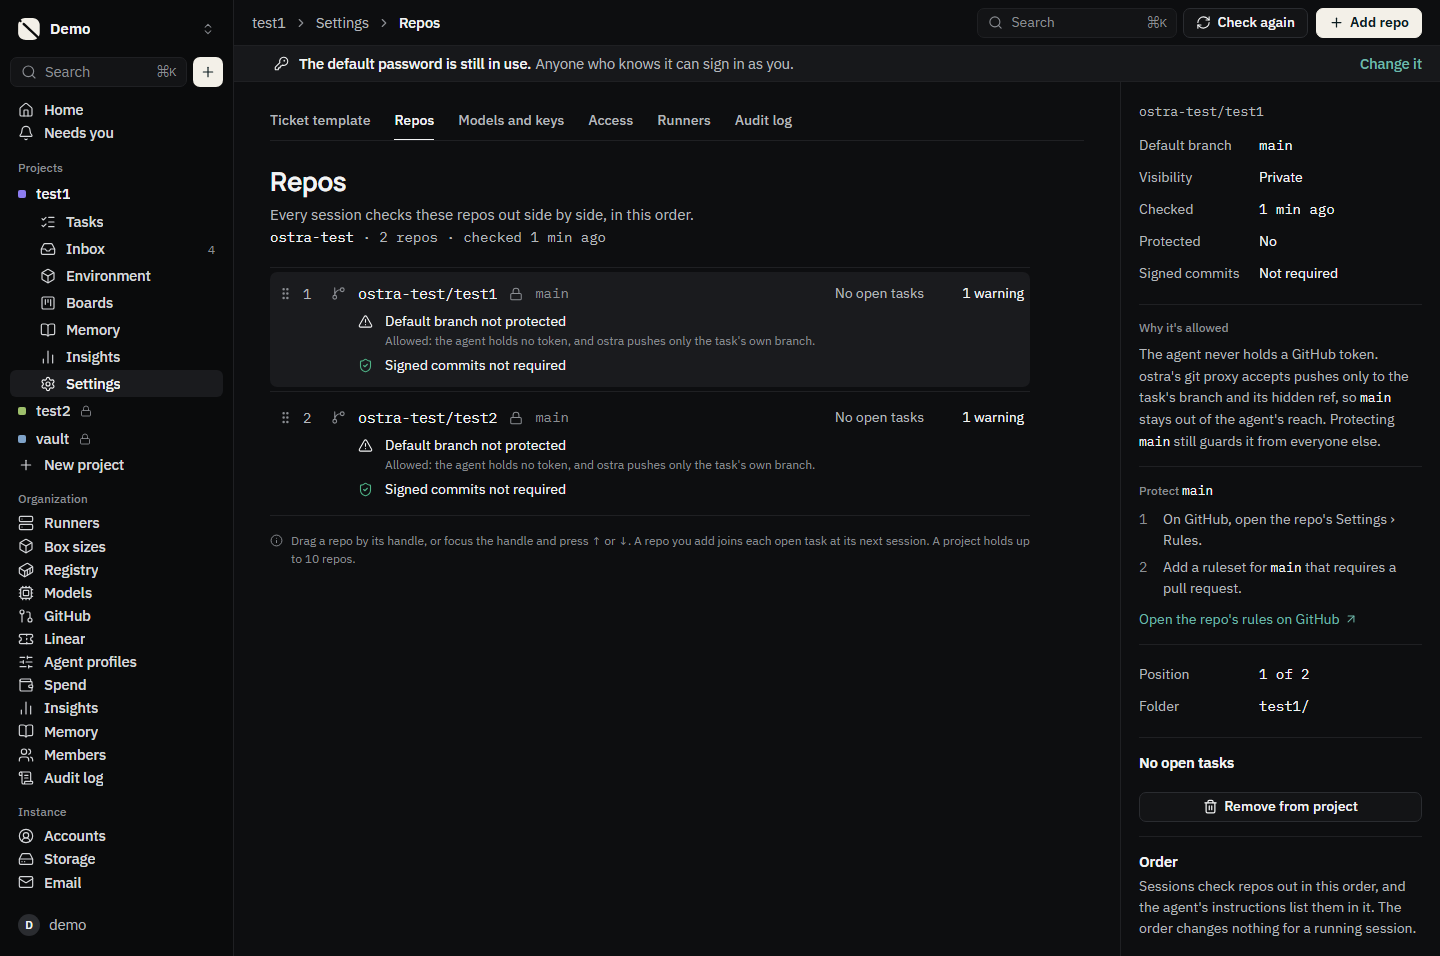 Demo
Search ⌘K
Home
Needs you
Projects
test1
Tasks
Inbox 4
Environment
Boards
Memory
Insights
Settings
test2
vault
New project
Organization
Runners
Box sizes
Registry
Models
GitHub
Linear
Agent profiles
Spend
Insights
Memory
Members
Audit log
Instance
Accounts
Storage
Email
D demo
test1 › Settings › Repos
Search ⌘K
Check again
Add repo
The default password is still in use. Anyone who knows it can sign in as you.
Change it
Ticket template Repos Models and keys Access Runners Audit log
Repos
Every session checks these repos out side by side, in this order.
ostra-test · 2 repos · checked 1 min ago
1 ostra-test/test1 main No open tasks 1 warning
Default branch not protected
Allowed: the agent holds no token, and ostra pushes only the task's own branch.
Signed commits not required
2 ostra-test/test2 main No open tasks 1 warning
Default branch not protected
Allowed: the agent holds no token, and ostra pushes only the task's own branch.
Signed commits not required
Drag a repo by its handle, or focus the handle and press ↑ or ↓. A repo you add joins each open task at its next session. A project holds up
to 10 repos.
ostra-test/test1
Default branch main
Visibility Private
Checked 1 min ago
Protected No
Signed commits Not required
Why it's allowed
The agent never holds a GitHub token.
ostra's git proxy accepts pushes only to the
task's branch and its hidden ref, so main
stays out of the agent's reach. Protecting
main still guards it from everyone else.
Protect main
1 On GitHub, open the repo's Settings ›
Rules.
2 Add a ruleset for main that requires a
pull request.
Open the repo's rules on GitHub ↗
Position 1 of 2
Folder test1/
No open tasks
Remove from project
Order
Sessions check repos out in this order, and
the agent's instructions list them in it. The
order changes nothing for a running session.